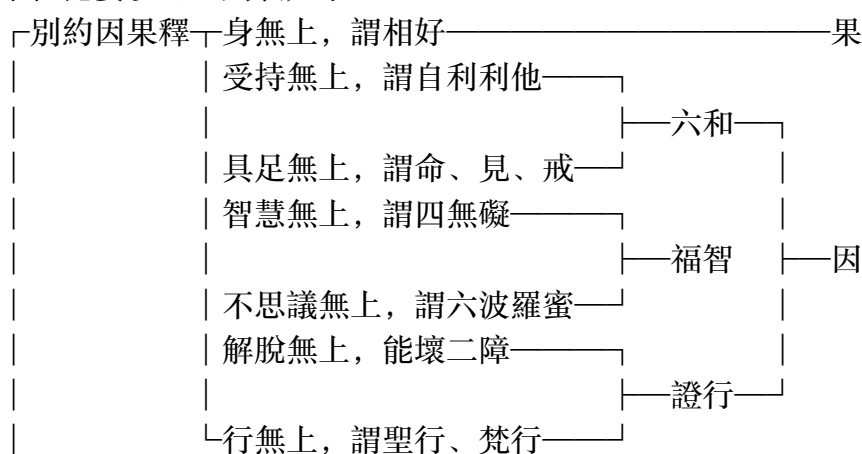 ┌別約因果釋┬身無上，謂相好────────────果
│　　　　　│受持無上，謂自利利他──┐
│　　　　　│　　　　　　　　　　　├─六和─┐
│　　　　　│具足無上，謂命、見、戒─┘　　　│
│　　　　　│智慧無上，謂四無礙───┐　　　│
│　　　　　│　　　　　　　　　　　├─福智　├─因
│　　　　　│不思議無上，謂六波羅蜜─┘　　　│
│　　　　　│解脫無上，能壞二障───┐　　　│
│　　　　　│　　　　　　　　　　　├─證行─┘
│　　　　　└行無上，謂聖行、梵行──┘